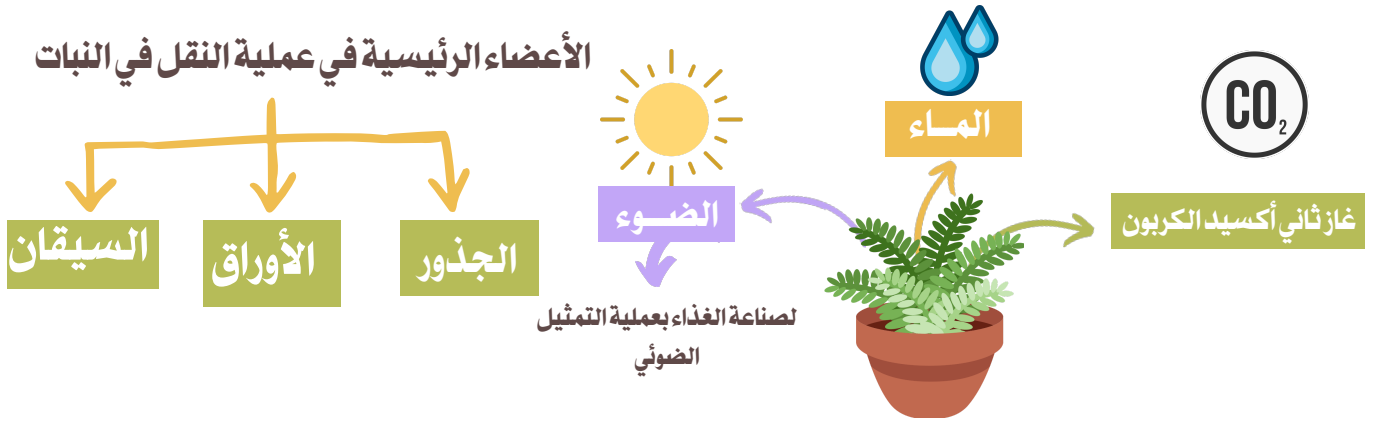 الأعضاء الرئيسية في عملية النقل في النبات
الجذور
الأوراق
السيقان
CO2
غاز ثاني أكسيد الكربون
المـاء
الضـوء
لصناعة الغذاء بعملية التمثيل
الضوئي